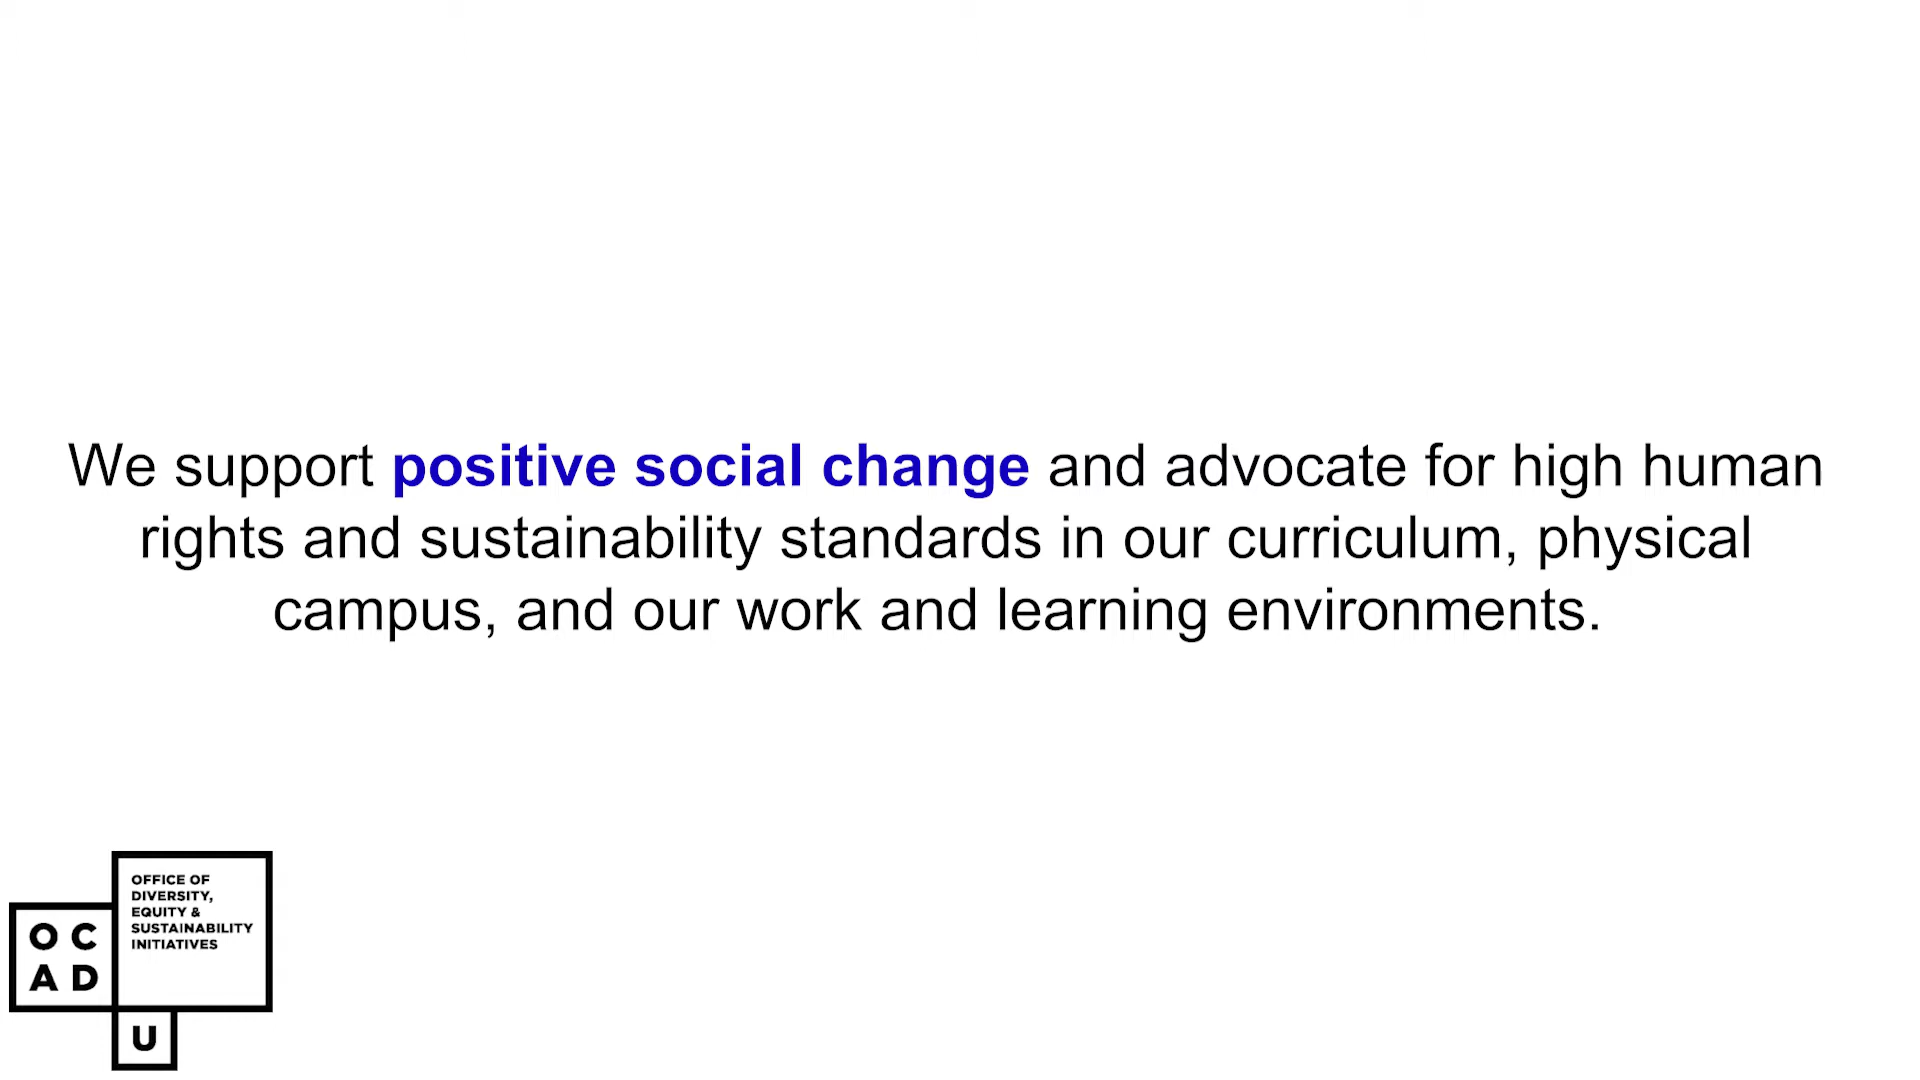 We support positive social change and advocate for high human
rights and sustainability standards in our curriculum, physical
campus, and our work and learning environments.
OFFICE OF
DIVERSITY,
EQUITY &
SUSTAINABILITY
INITIATIVES
O C
A D
U